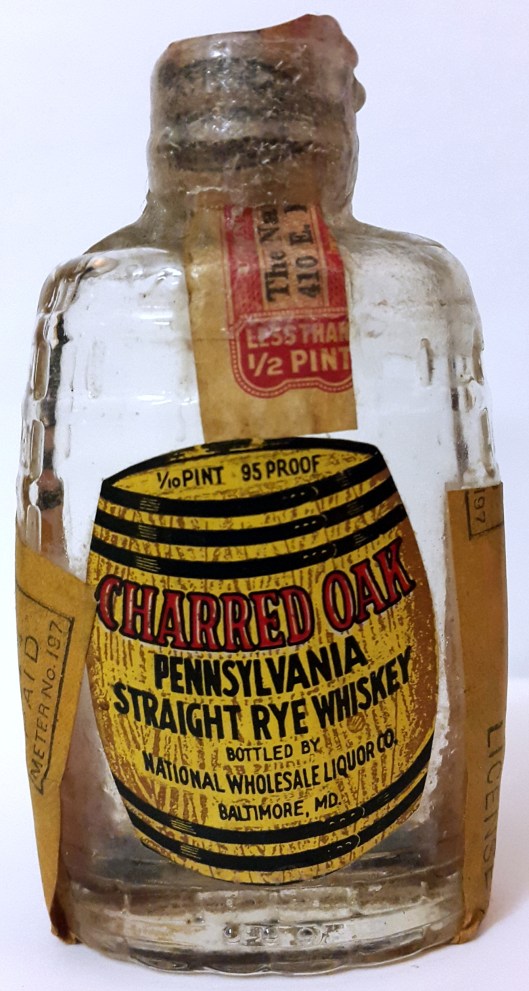 The Na
410 E.
LESS THAN
1/2 PINT
1/10 PINT 95 PROOF
CHARRED OAK
PENNSYLVANIA
STRAIGHT RYE WHISKEY
BOTTLED BY
NATIONAL WHOLESALE LIQUOR CO.
BALTIMORE, MD.
AID
METER No. 197
197
LICENSE